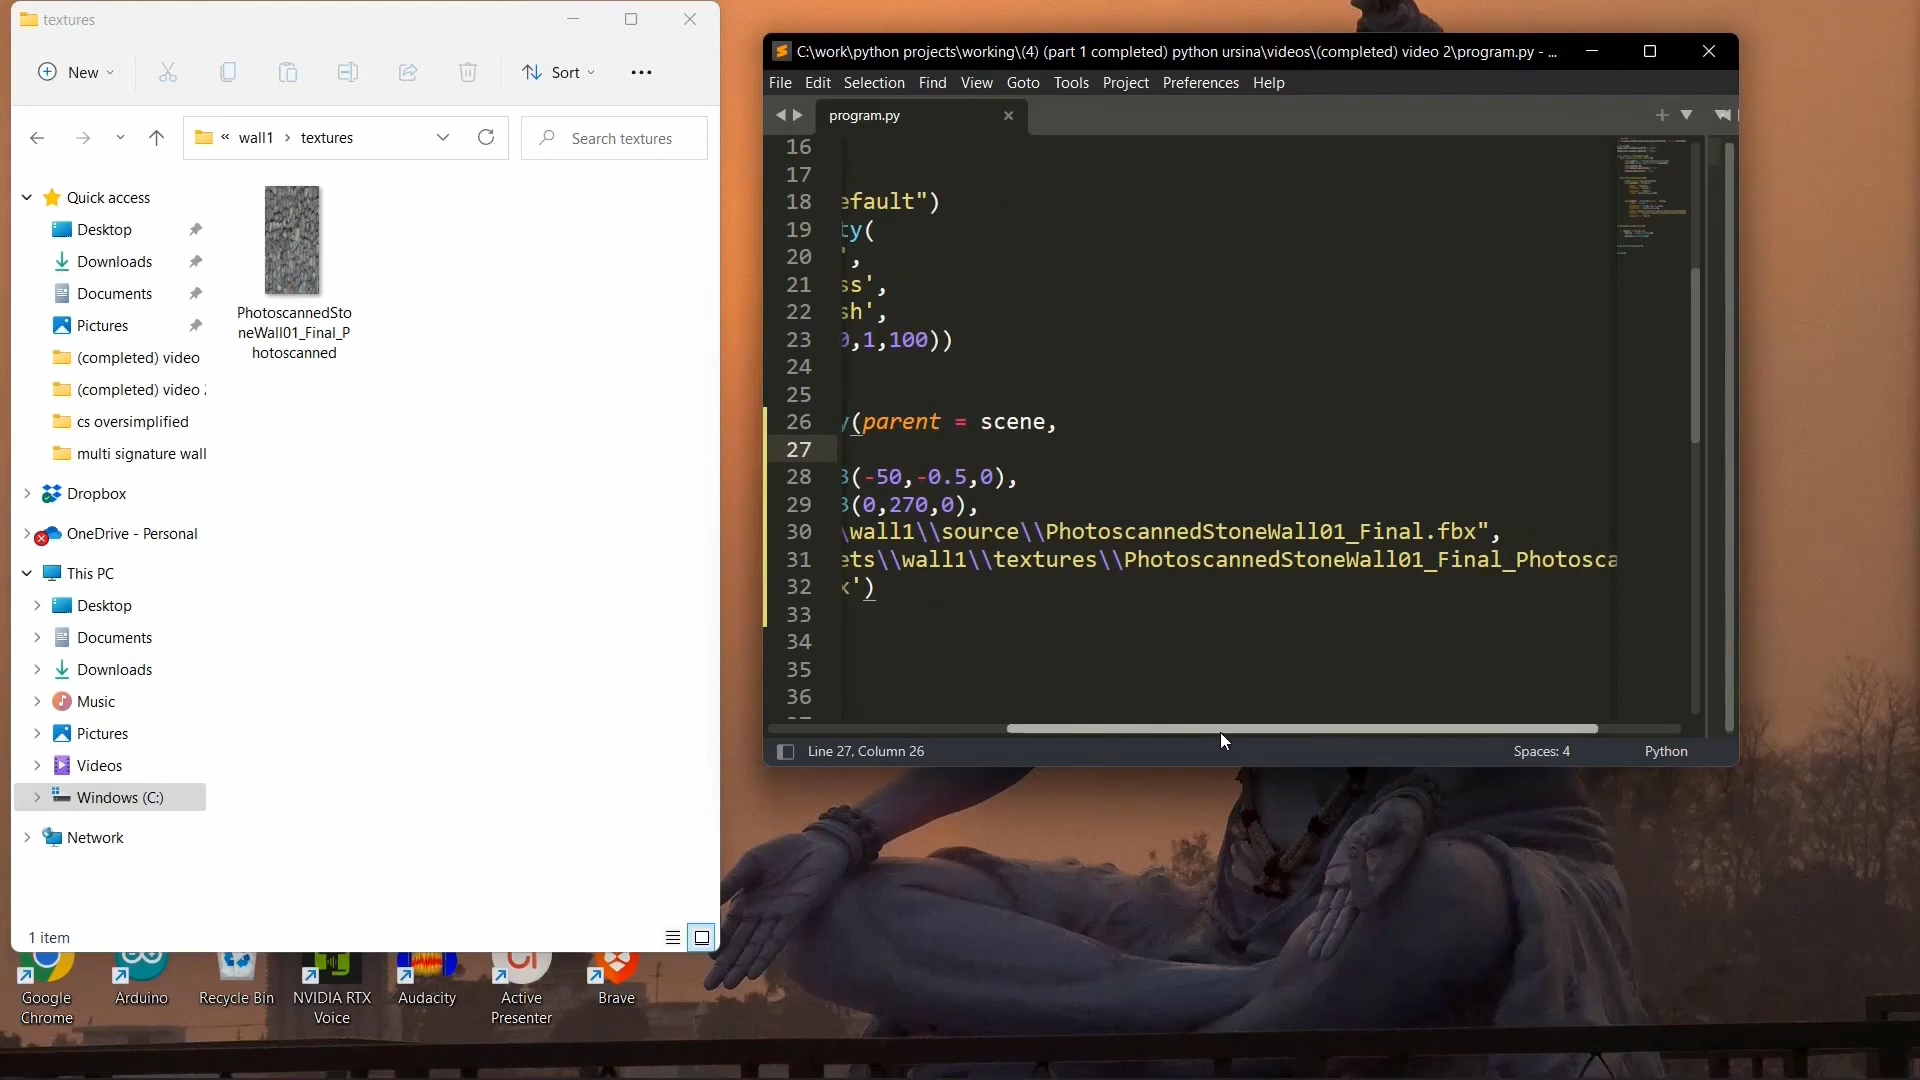 textures
New
Sort
wall1 textures
Search textures
Quick access
Desktop
Downloads
Documents
Pictures
(completed) video
(completed) video
cs oversimplified
multi signature wall
Dropbox
OneDrive - Personal
This PC
Desktop
Documents
Downloads
Music
Pictures
Videos
Windows (C:)
Network
PhotoscannedSto
neWall01_Final_P
hotoscanned
1 item
C:\work\python projects\working\(4) (part 1 completed) python ursina\videos\(completed) video 2\program.py - ...
File Edit Selection Find View Goto Tools Project Preferences Help
program.py
16
17
18 efault")
19 ty(
20 ',
21 ss',
22 sh',
23 0,1,100))
24
25
26 y(parent = scene,
27
28 3(-50,-0.5,0),
29 3(0,270,0),
30 \wall1\\source\\PhotoscannedStoneWall01_Final.fbx",
31 ets\\wall1\\textures\\PhotoscannedStoneWall01_Final_Photosca
32 x')
33
34
35
36
Line 27, Column 26
Spaces: 4
Python
Google
Chrome
Arduino
Recycle Bin
NVIDIA RTX
Voice
Audacity
Active
Presenter
Brave